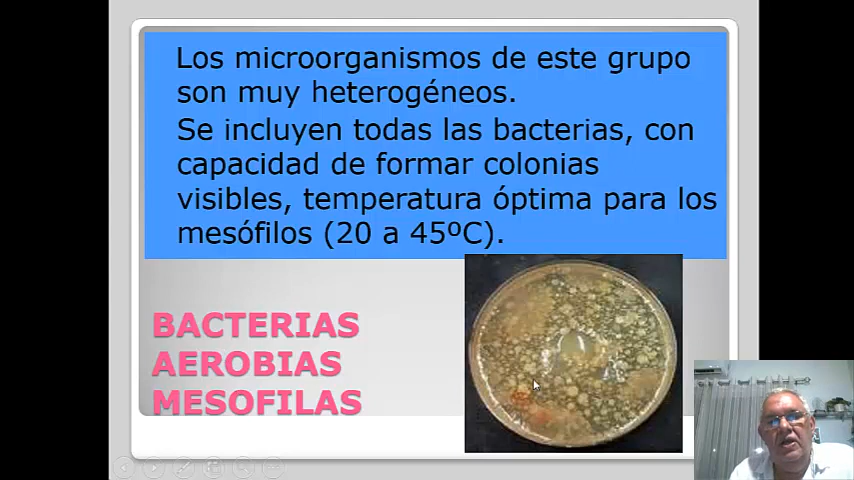 Los microorganismos de este grupo
son muy heterogéneos.
Se incluyen todas las bacterias, con
capacidad de formar colonias
visibles, temperatura óptima para los
mesófilos (20 a 45ºC).
BACTERIAS
AEROBIAS
MESOFILAS